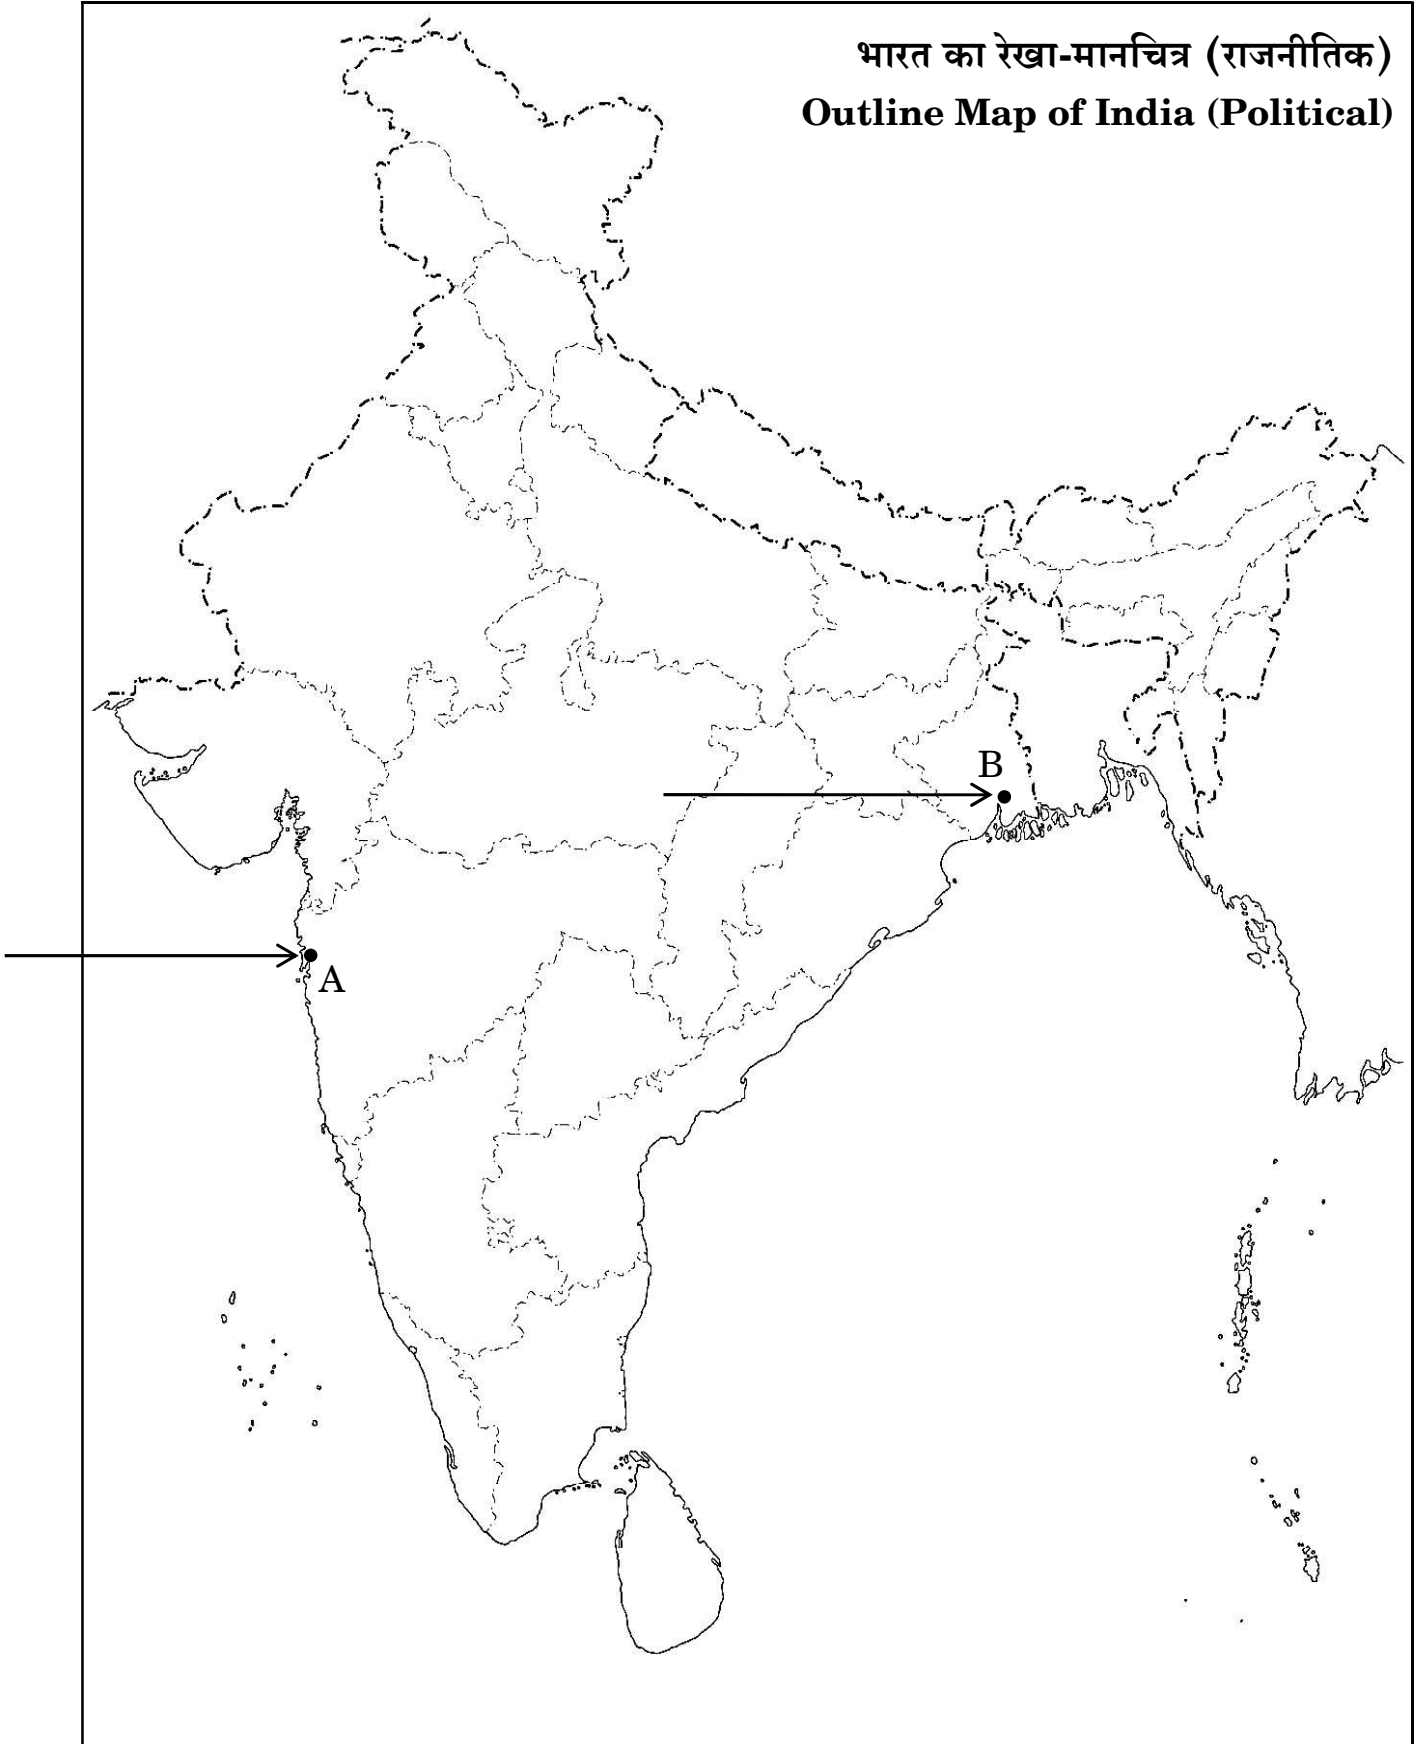 भारत का रेखा-मानचित्र (राजनीतिक)
Outline Map of India (Political)
B
A